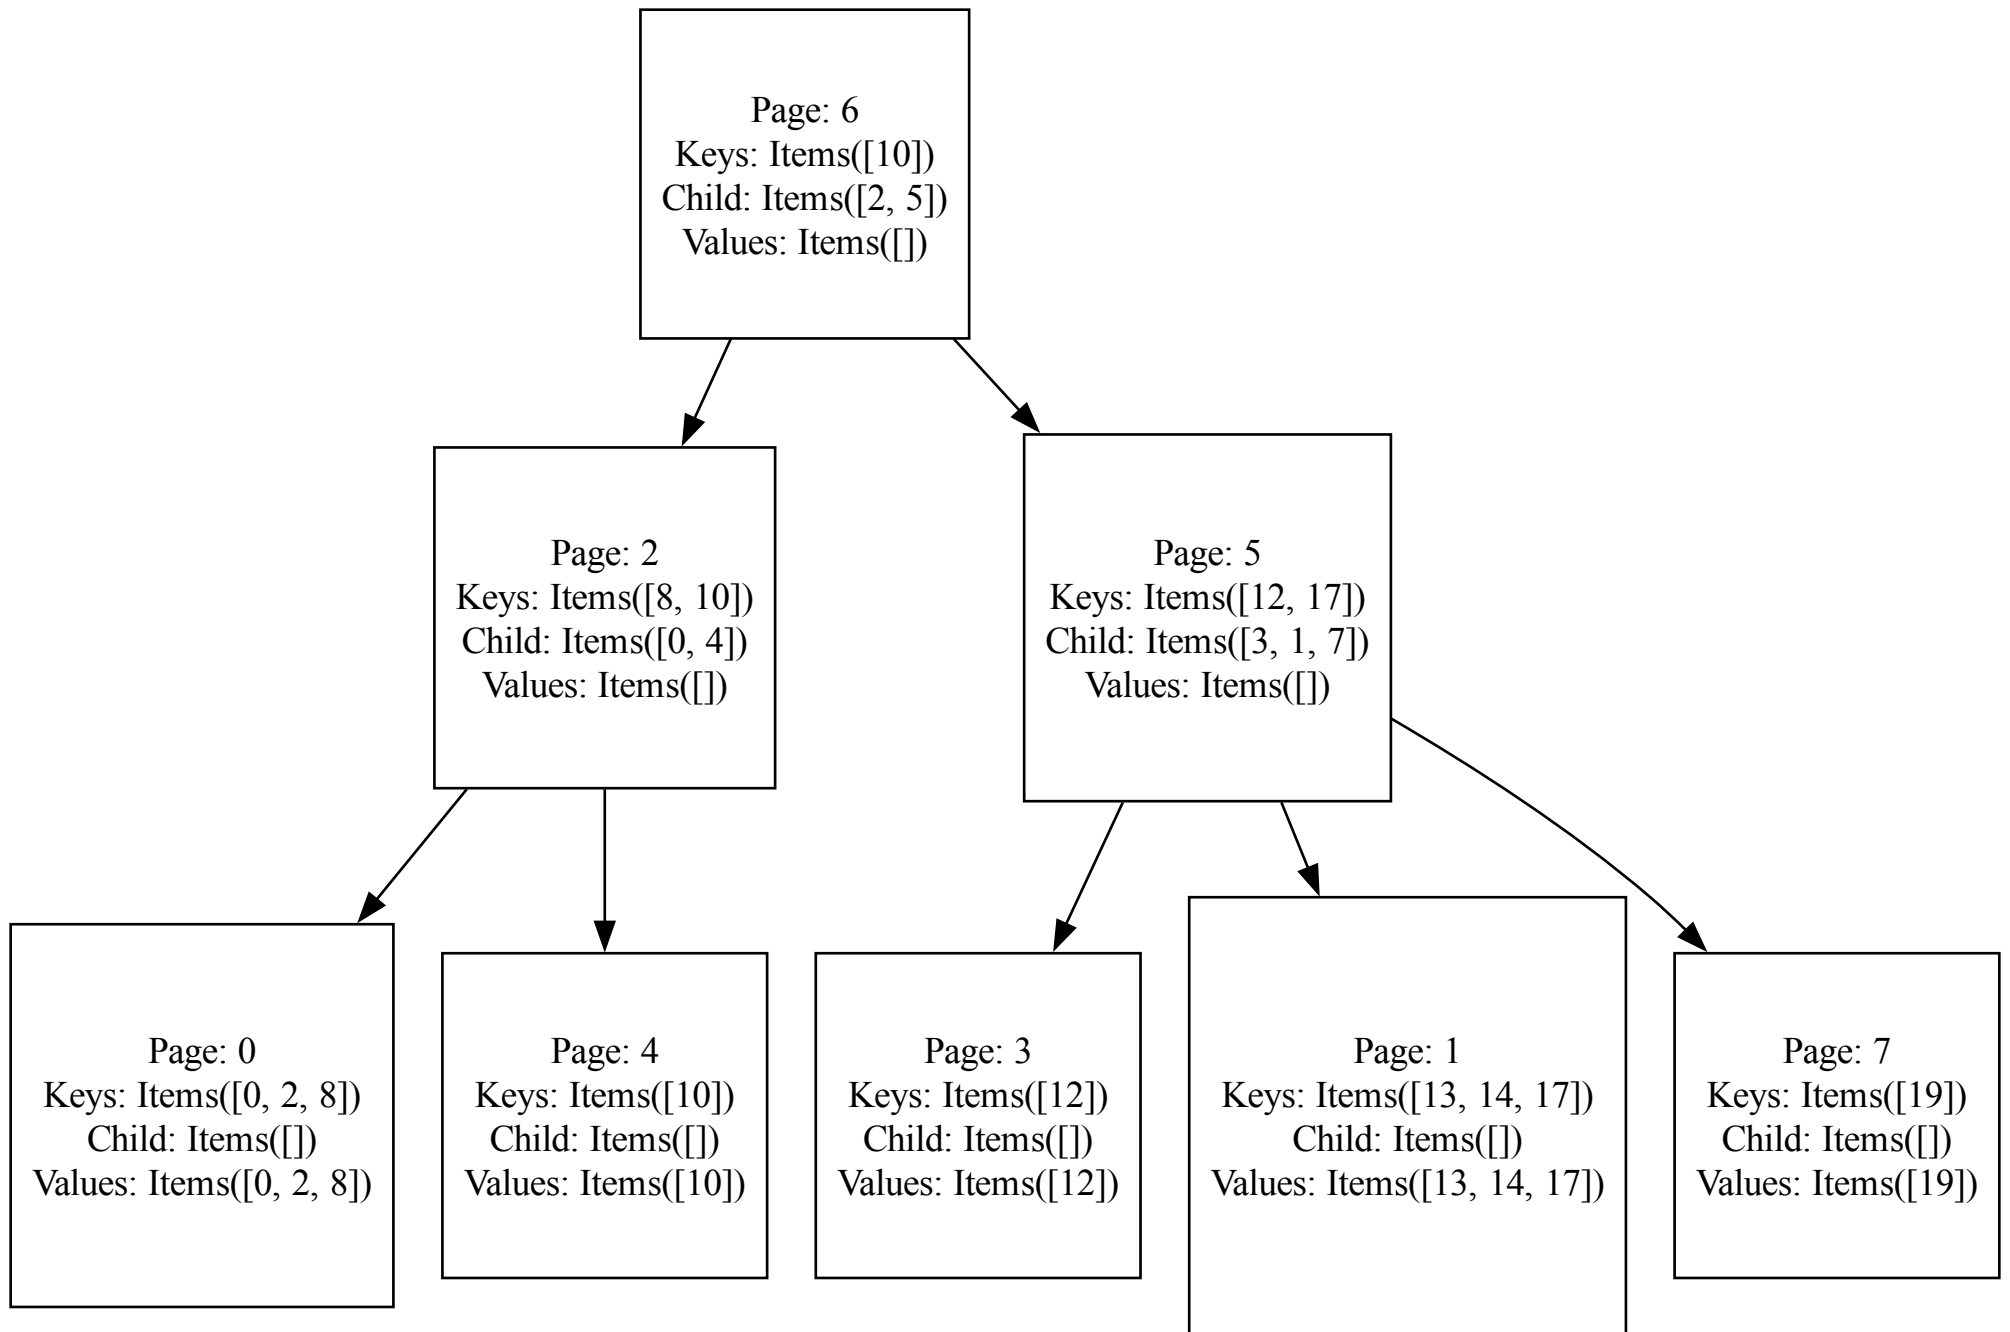 Page: 6
Keys: Items([10])
Child: Items([2, 5])
Values: Items([])
Page: 2
Keys: Items([8, 10])
Child: Items([0, 4])
Values: Items([])
Page: 5
Keys: Items([12, 17])
Child: Items([3, 1, 7])
Values: Items([])
Page: 0
Keys: Items([0, 2, 8])
Child: Items([])
Values: Items([0, 2, 8])
Page: 4
Keys: Items([10])
Child: Items([])
Values: Items([10])
Page: 3
Keys: Items([12])
Child: Items([])
Values: Items([12])
Page: 1
Keys: Items([13, 14, 17])
Child: Items([])
Values: Items([13, 14, 17])
Page: 7
Keys: Items([19])
Child: Items([])
Values: Items([19])